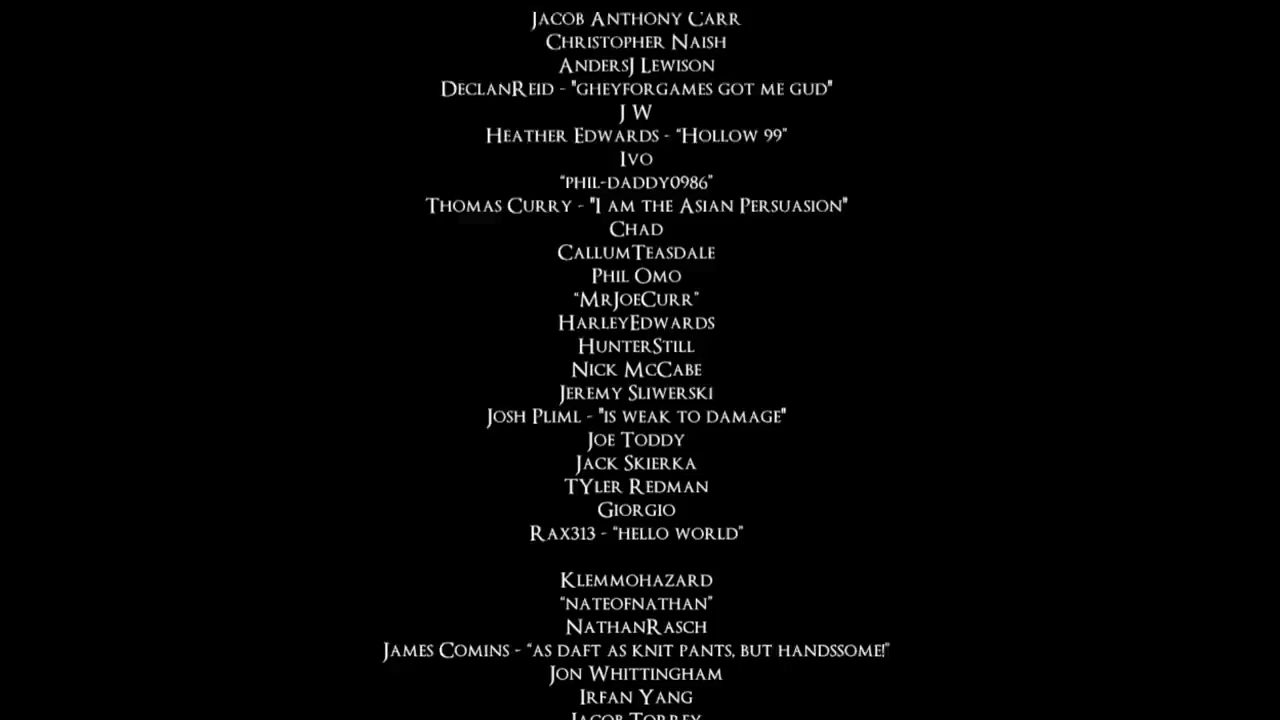 Jacob Anthony Carr
Christopher Naish
AndersJ Lewison
DeclanReid - "gheyforgames got me gud"
J W
Heather Edwards - “Hollow 99”
Ivo
“phil-daddy0986”
Thomas Curry - "I am the Asian Persuasion"
Chad
CallumTeasdale
Phil Omo
“MrJoeCurr”
HarleyEdwards
HunterStill
Nick McCabe
Jeremy Sliwerski
Josh Pliml - "is weak to damage"
Joe Toddy
Jack Skierka
TYler Redman
Giorgio
Rax313 - “hello world”
Klemmohazard
“nateofnathan”
NathanRasch
James Comins - “as daft as knit pants, but handssome!”
Jon Whittingham
Irfan Yang
Jacob Torrey